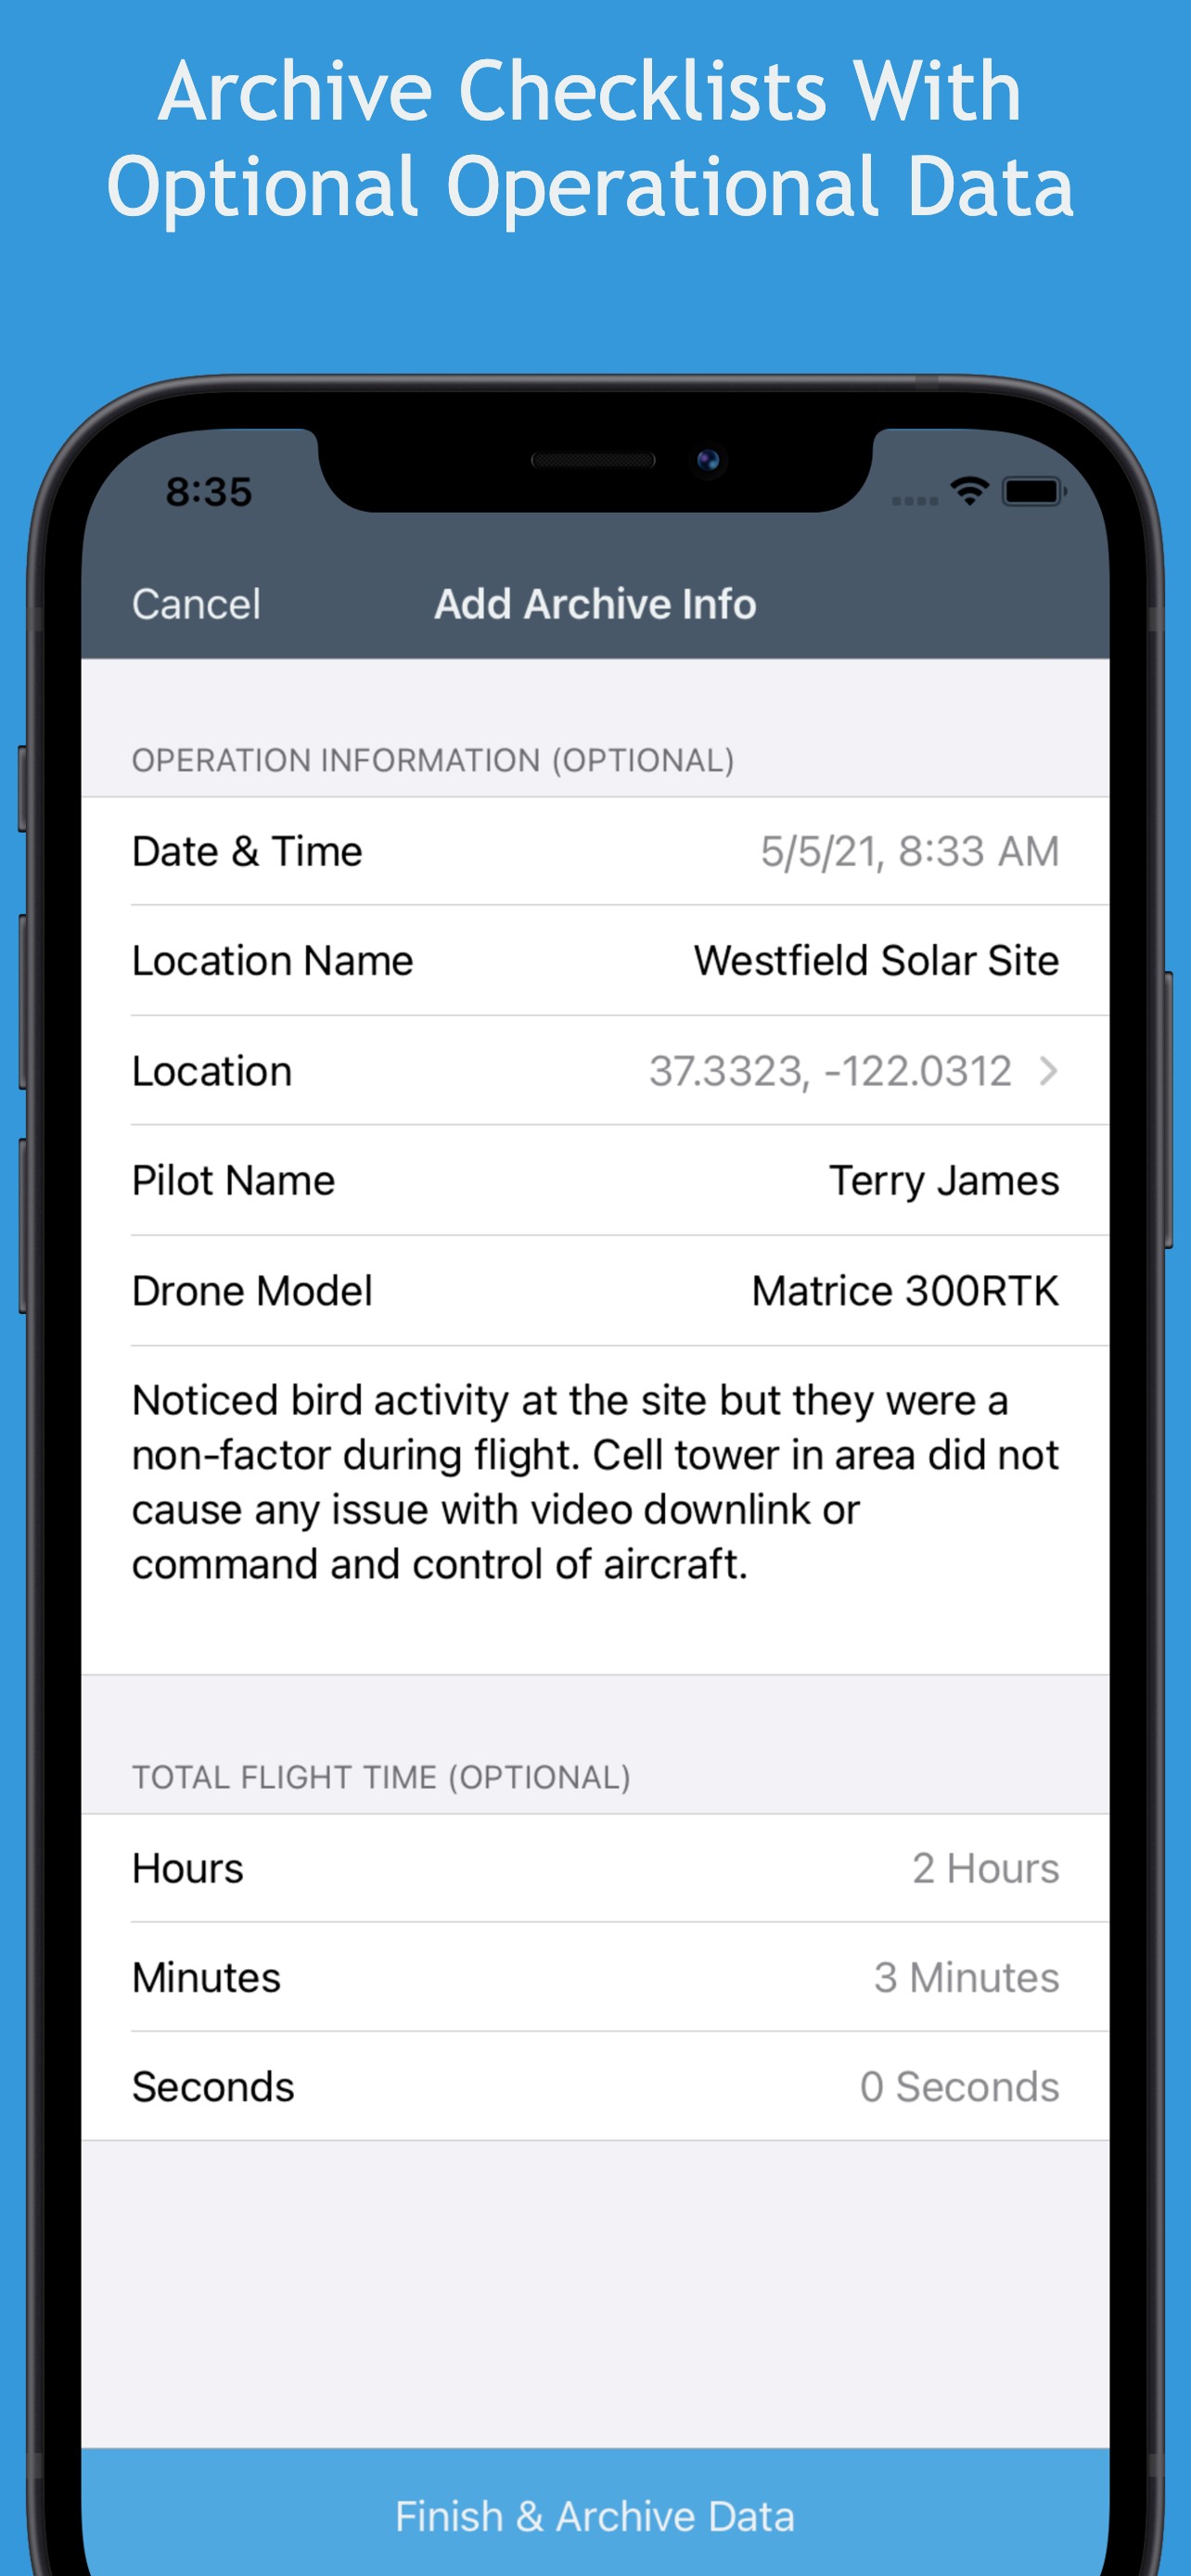 Archive Checklists With
Optional Operational Data
8:35
Cancel
Add Archive Info
OPERATION INFORMATION (OPTIONAL)
Date & Time 5/5/21, 8:33 AM
Location Name Westfield Solar Site
Location 37.3323, -122.0312
Pilot Name Terry James
Drone Model Matrice 300RTK
Noticed bird activity at the site but they were a
non-factor during flight. Cell tower in area did not
cause any issue with video downlink or
command and control of aircraft.
TOTAL FLIGHT TIME (OPTIONAL)
Hours 2 Hours
Minutes 3 Minutes
Seconds 0 Seconds
Finish & Archive Data